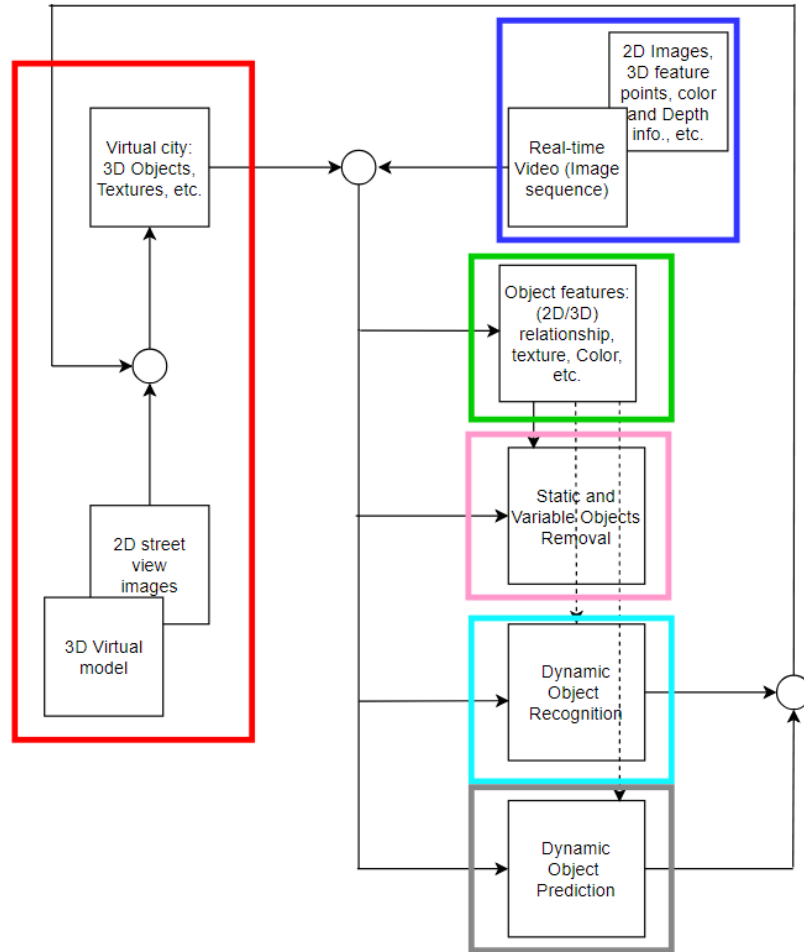 2D Images,
3D feature
points, color
and Depth
info., etc.
Virtual city:
3D Objects,
Textures, etc.
Real-time
Video (Image
sequence)
Object features:
(2D/3D)
relationship,
texture, Color,
etc.
Static and
Variable Objects
Removal
2D street
view
images
3D Virtual
model
Dynamic
Object
Recognition
Dynamic
Object
Prediction